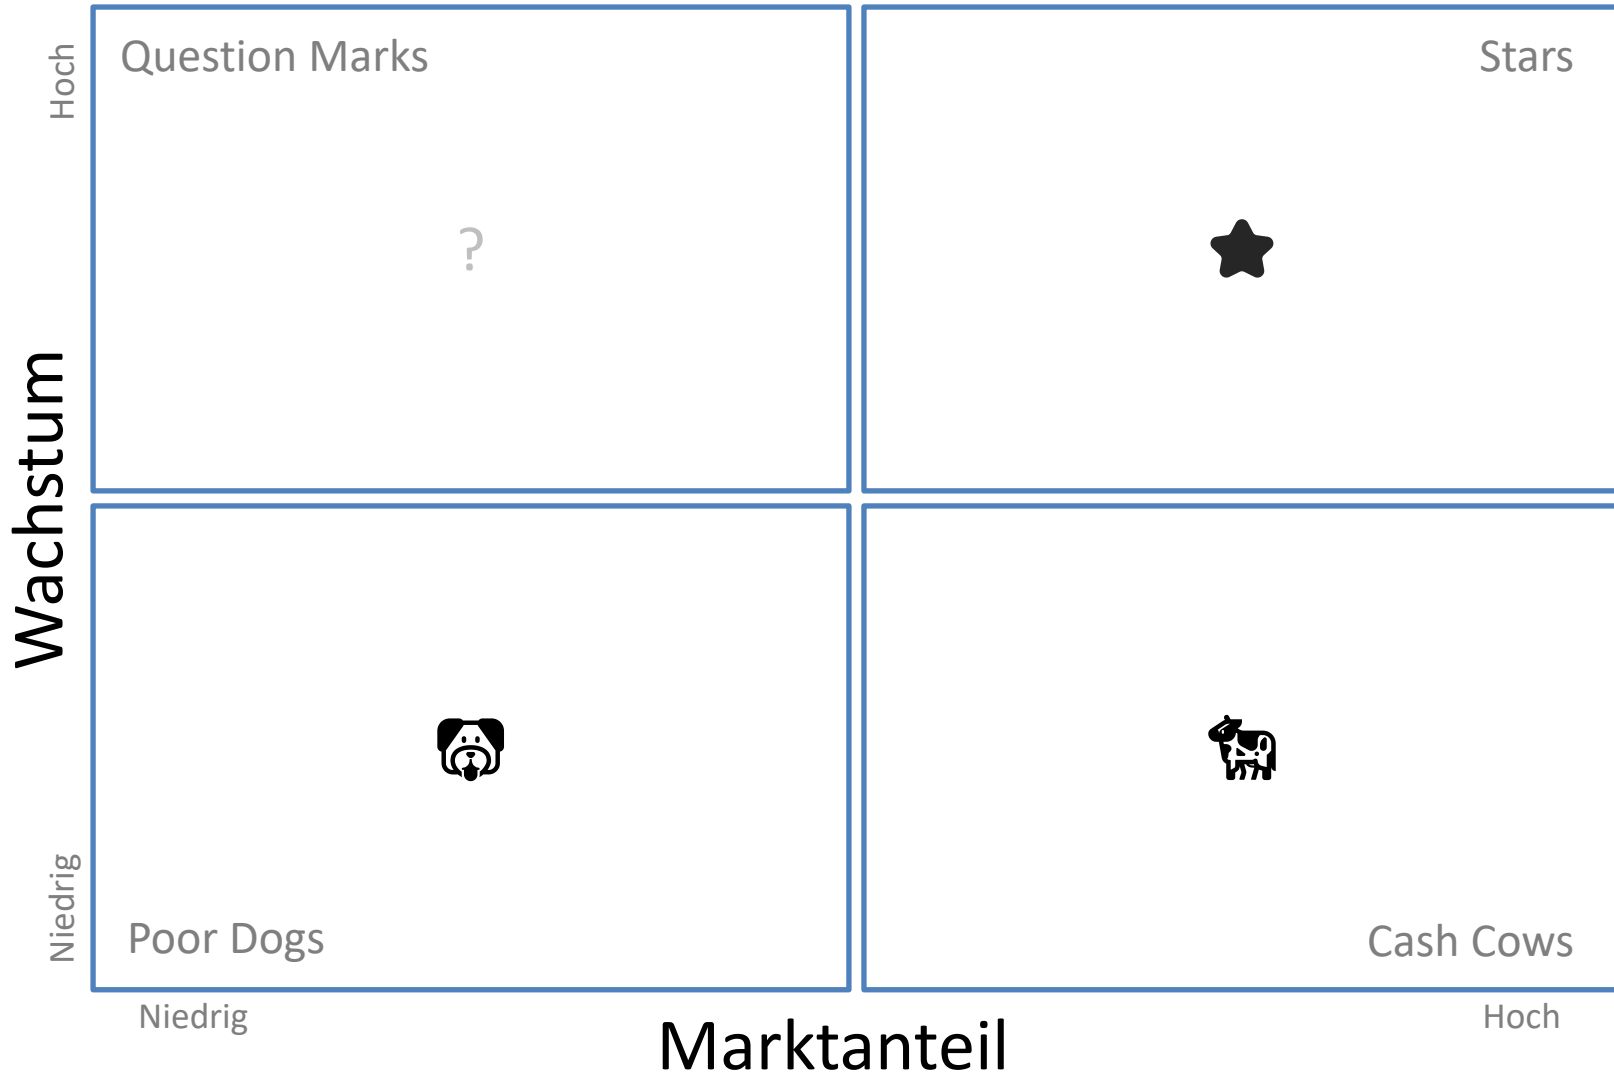 Hoch
Question Marks
Stars
?
Wachstum
Niedrig
Poor Dogs
Cash Cows
Niedrig
Hoch
Marktanteil